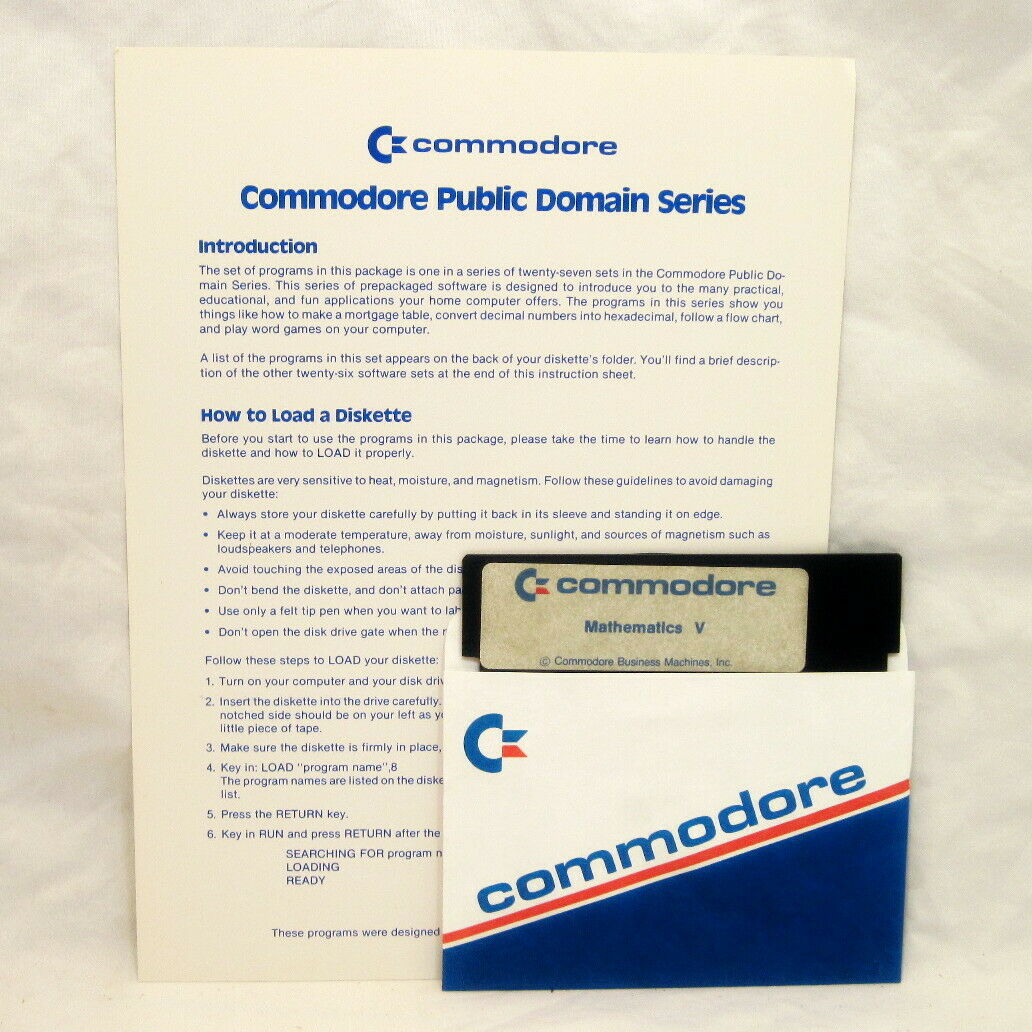 commodore
Commodore Public Domain Series
Introduction
The set of programs in this package is one in a series of twenty-seven sets in the Commodore Public Do-
main Series. This series of prepackaged software is designed to introduce you to the many practical,
educational, and fun applications your home computer offers. The programs in this series show you
things like how to make a mortgage table, convert decimal numbers into hexadecimal, follow a flow chart,
and play word games on your computer.
A list of the programs in this set appears on the back of your diskette's folder. You'll find a brief descrip-
tion of the other twenty-six software sets at the end of this instruction sheet.
How to Load a Diskette
Before you start to use the programs in this package, please take the time to learn how to handle the
diskette and how to LOAD it properly.
Diskettes are very sensitive to heat, moisture, and magnetism. Follow these guidelines to avoid damaging
your diskette:
• Always store your diskette carefully by putting it back in its sleeve and standing it on edge.
• Keep it at a moderate temperature, away from moisture, sunlight, and sources of magnetism such as
loudspeakers and telephones.
• Avoid touching the exposed areas of the
• Don't bend the diskette, and don't attach
• Use only a felt tip pen when you want to
• Don't open the disk drive gate when the
Follow these steps to LOAD your diskette:
1. Turn on your computer and your disk
2. Insert the diskette into the drive carefully.
notched side should be on your left as
little piece of tape.
3. Make sure the diskette is firmly in place,
4. Key in: LOAD "program name",8
The program names are listed on the
list.
5. Press the RETURN key.
6. Key in RUN and press RETURN after the
SEARCHING FOR program
LOADING
READY
These programs were designed
commodore
Mathematics V
© Commodore Business Machines, Inc.
commodore